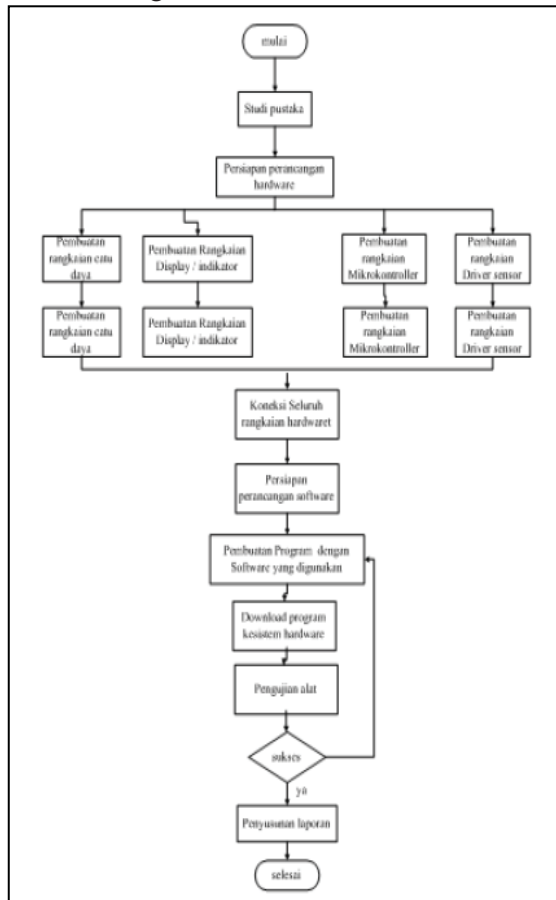 mulai
Studi pustaka
Persiapan perancangan
hardware
Pembuatan
rangkaian catu
daya
Pembuatan Rangkaian
Display / indikator
Pembuatan
rangkaian
Mikrokontroller
Pembuatan
rangkaian
Driver sensor
Pembuatan
rangkaian catu
daya
Pembuatan Rangkaian
Display / indikator
Pembuatan
rangkaian
Mikrokontroller
Pembuatan
rangkaian
Driver sensor
Koneksi Seluruh
rangkaian hardwaret
Persiapan
perancangan software
Pembuatan Program dengan
Software yang digunakan
Download program
kesistem hardware
Pengujian alat
sukses
ya
Penyusunan laporan
selesai